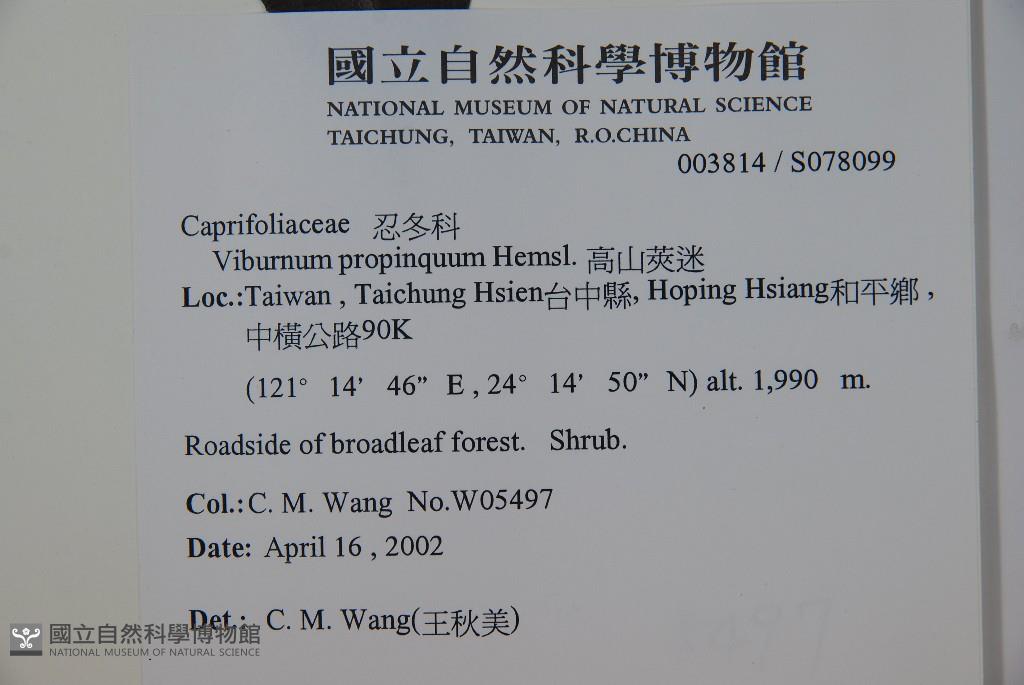 國立自然科學博物館
NATIONAL MUSEUM OF NATURAL SCIENCE
TAICHUNG, TAIWAN, R.O.CHINA
003814 / S078099
Caprifoliaceae 忍冬科
Viburnum propinquum Hemsl. 高山莢迷
Loc.:Taiwan , Taichung Hsien台中縣, Hoping Hsiang和平鄉 ,
中橫公路90K
(121° 14’ 46” E , 24° 14’ 50” N) alt. 1,990 m.
Roadside of broadleaf forest. Shrub.
Col.: C. M. Wang No.W05497
Date: April 16 , 2002
Det.: C. M. Wang(王秋美)
國立自然科學博物館
NATIONAL MUSEUM OF NATURAL SCIENCE